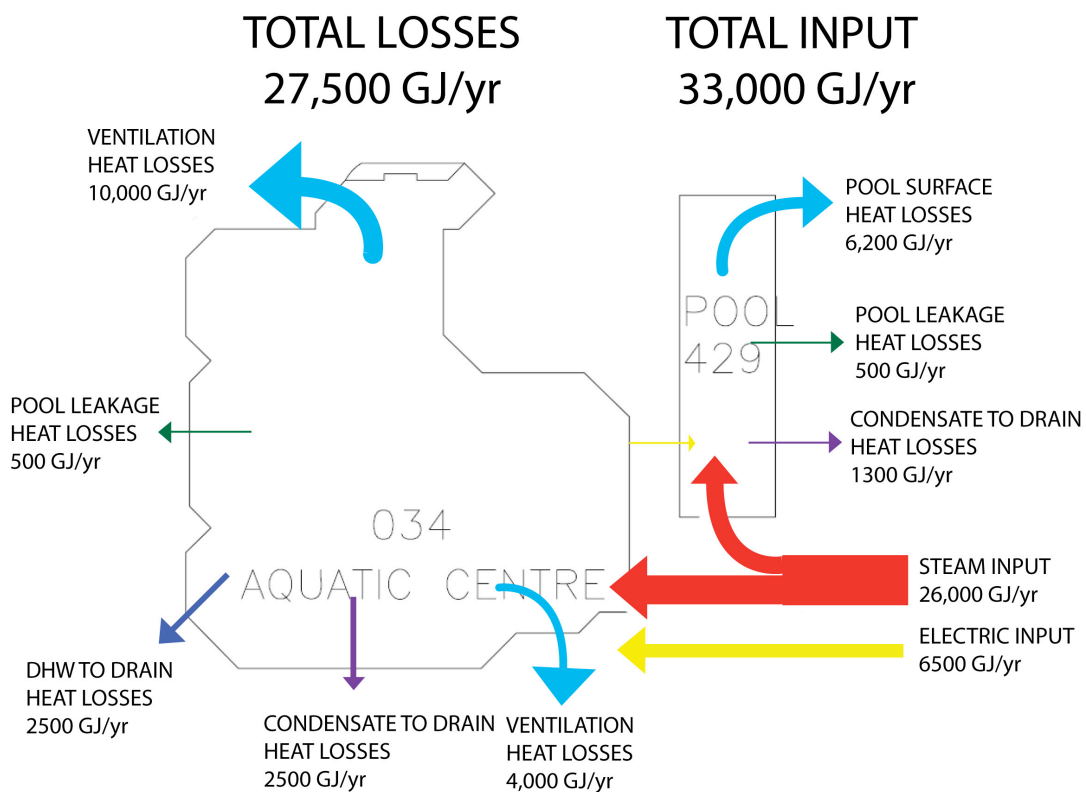 TOTAL LOSSES
27,500 GJ/yr
TOTAL INPUT
33,000 GJ/yr
VENTILATION
HEAT LOSSES
10,000 GJ/yr
POOL SURFACE
HEAT LOSSES
6,200 GJ/yr
POOL
429
POOL LEAKAGE
HEAT LOSSES
500 GJ/yr
POOL LEAKAGE
HEAT LOSSES
500 GJ/yr
CONDENSATE TO DRAIN
HEAT LOSSES
1300 GJ/yr
034
AQUATIC CENTRE
STEAM INPUT
26,000 GJ/yr
ELECTRIC INPUT
6500 GJ/yr
DHW TO DRAIN
HEAT LOSSES
2500 GJ/yr
CONDENSATE TO DRAIN
HEAT LOSSES
2500 GJ/yr
VENTILATION
HEAT LOSSES
4,000 GJ/yr